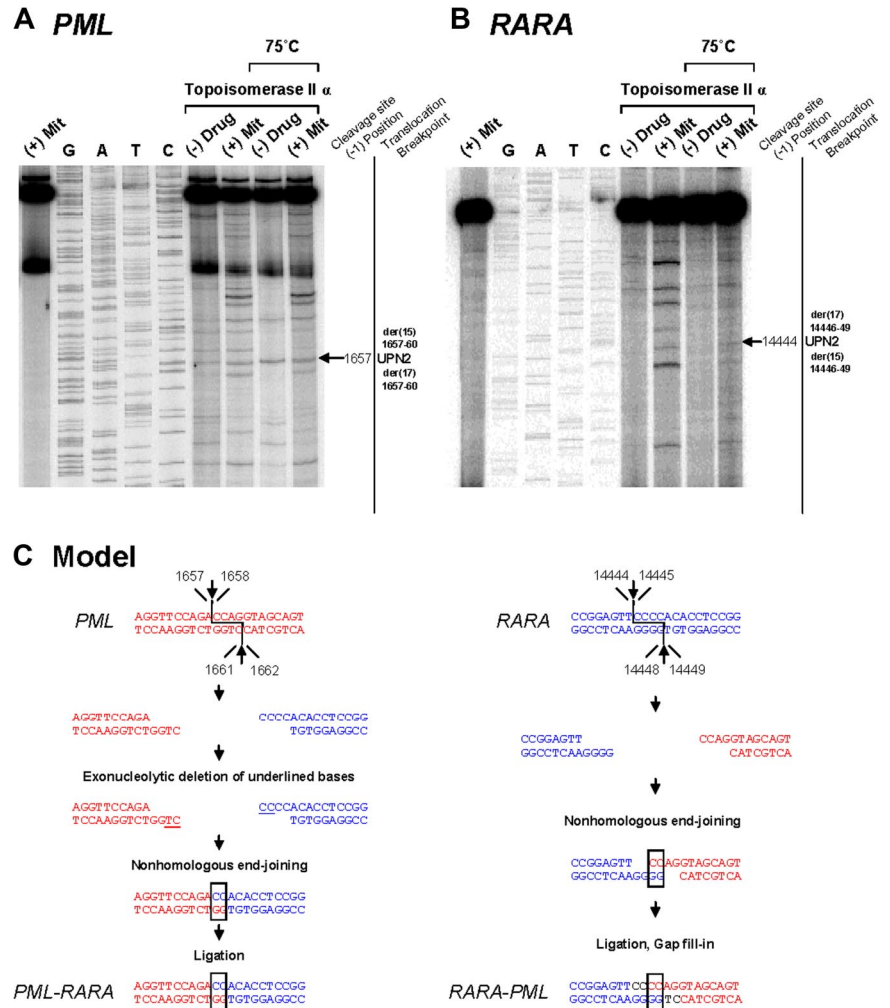 A PML
75°C
Topoisomerase II α
(+) Mit G A T C (-) Drug (+) Mit (-) Drug (+) Mit Cleavage site (-1) Position Translocation Breakpoint
der(15)
1657-60
1657 UPN2
der(17)
1657-60
B RARA
75°C
Topoisomerase II α
(+) Mit G A T C (-) Drug (+) Mit (-) Drug (+) Mit Cleavage site (-1) Position Translocation Breakpoint
der(17)
14446-49
14444 UPN2
der(15)
14446-49
C Model
1657 1658
PML
AGGTTCCAGACCAGGTAGCAGT
TCCAAGGTCTGGTCCATCGTCA
1661 1662
AGGTTCCAGA CCCCACACCTCCGG
TCCAAGGTCTGGTC TGTGGAGGCC
Exonucleolytic deletion of underlined bases
AGGTTCCAGA CCCCACACCTCCGG
TCCAAGGTCTGGTC TGTGGAGGCC
Nonhomologous end-joining
AGGTTCCAGACCACACCTCCGG
TCCAAGGTCTGGTGTGGAGGCC
Ligation
PML-RARA
AGGTTCCAGACCACACCTCCGG
TCCAAGGTCTGGTGTGGAGGCC
14444 14445
RARA
CCGGAGTTCCCCACACCTCCGG
GGCCTCAAGGGGTGTGGAGGCC
14448 14449
CCGGAGTT CCAGGTAGCAGT
GGCCTCAAGGGG CATCGTCA
Nonhomologous end-joining
CCGGAGTT CCAGGTAGCAGT
GGCCTCAAGGGG CATCGTCA
Ligation, Gap fill-in
RARA-PML
CCGGAGTTCCCCAGGTAGCAGT
GGCCTCAAGGGGTCCATCGTCA